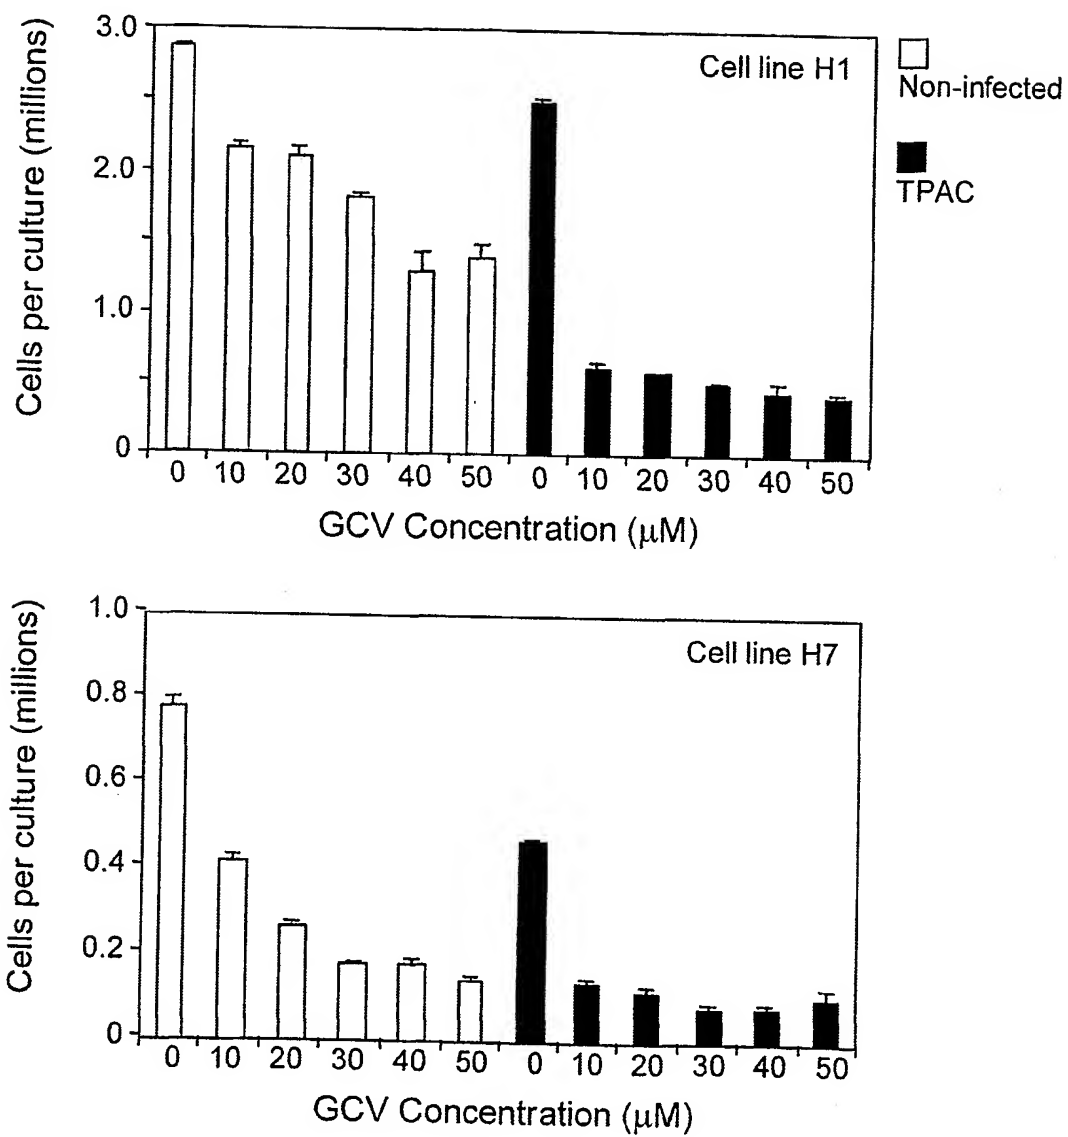 Cells per culture (millions)
3.0
2.0
1.0
0
Cell line H1
Non-infected
TPAC
0 10 20 30 40 50 0 10 20 30 40 50
GCV Concentration (μM)
Cells per culture (millions)
1.0
0.8
0.6
0.4
0.2
0
Cell line H7
0 10 20 30 40 50 0 10 20 30 40 50
GCV Concentration (μM)